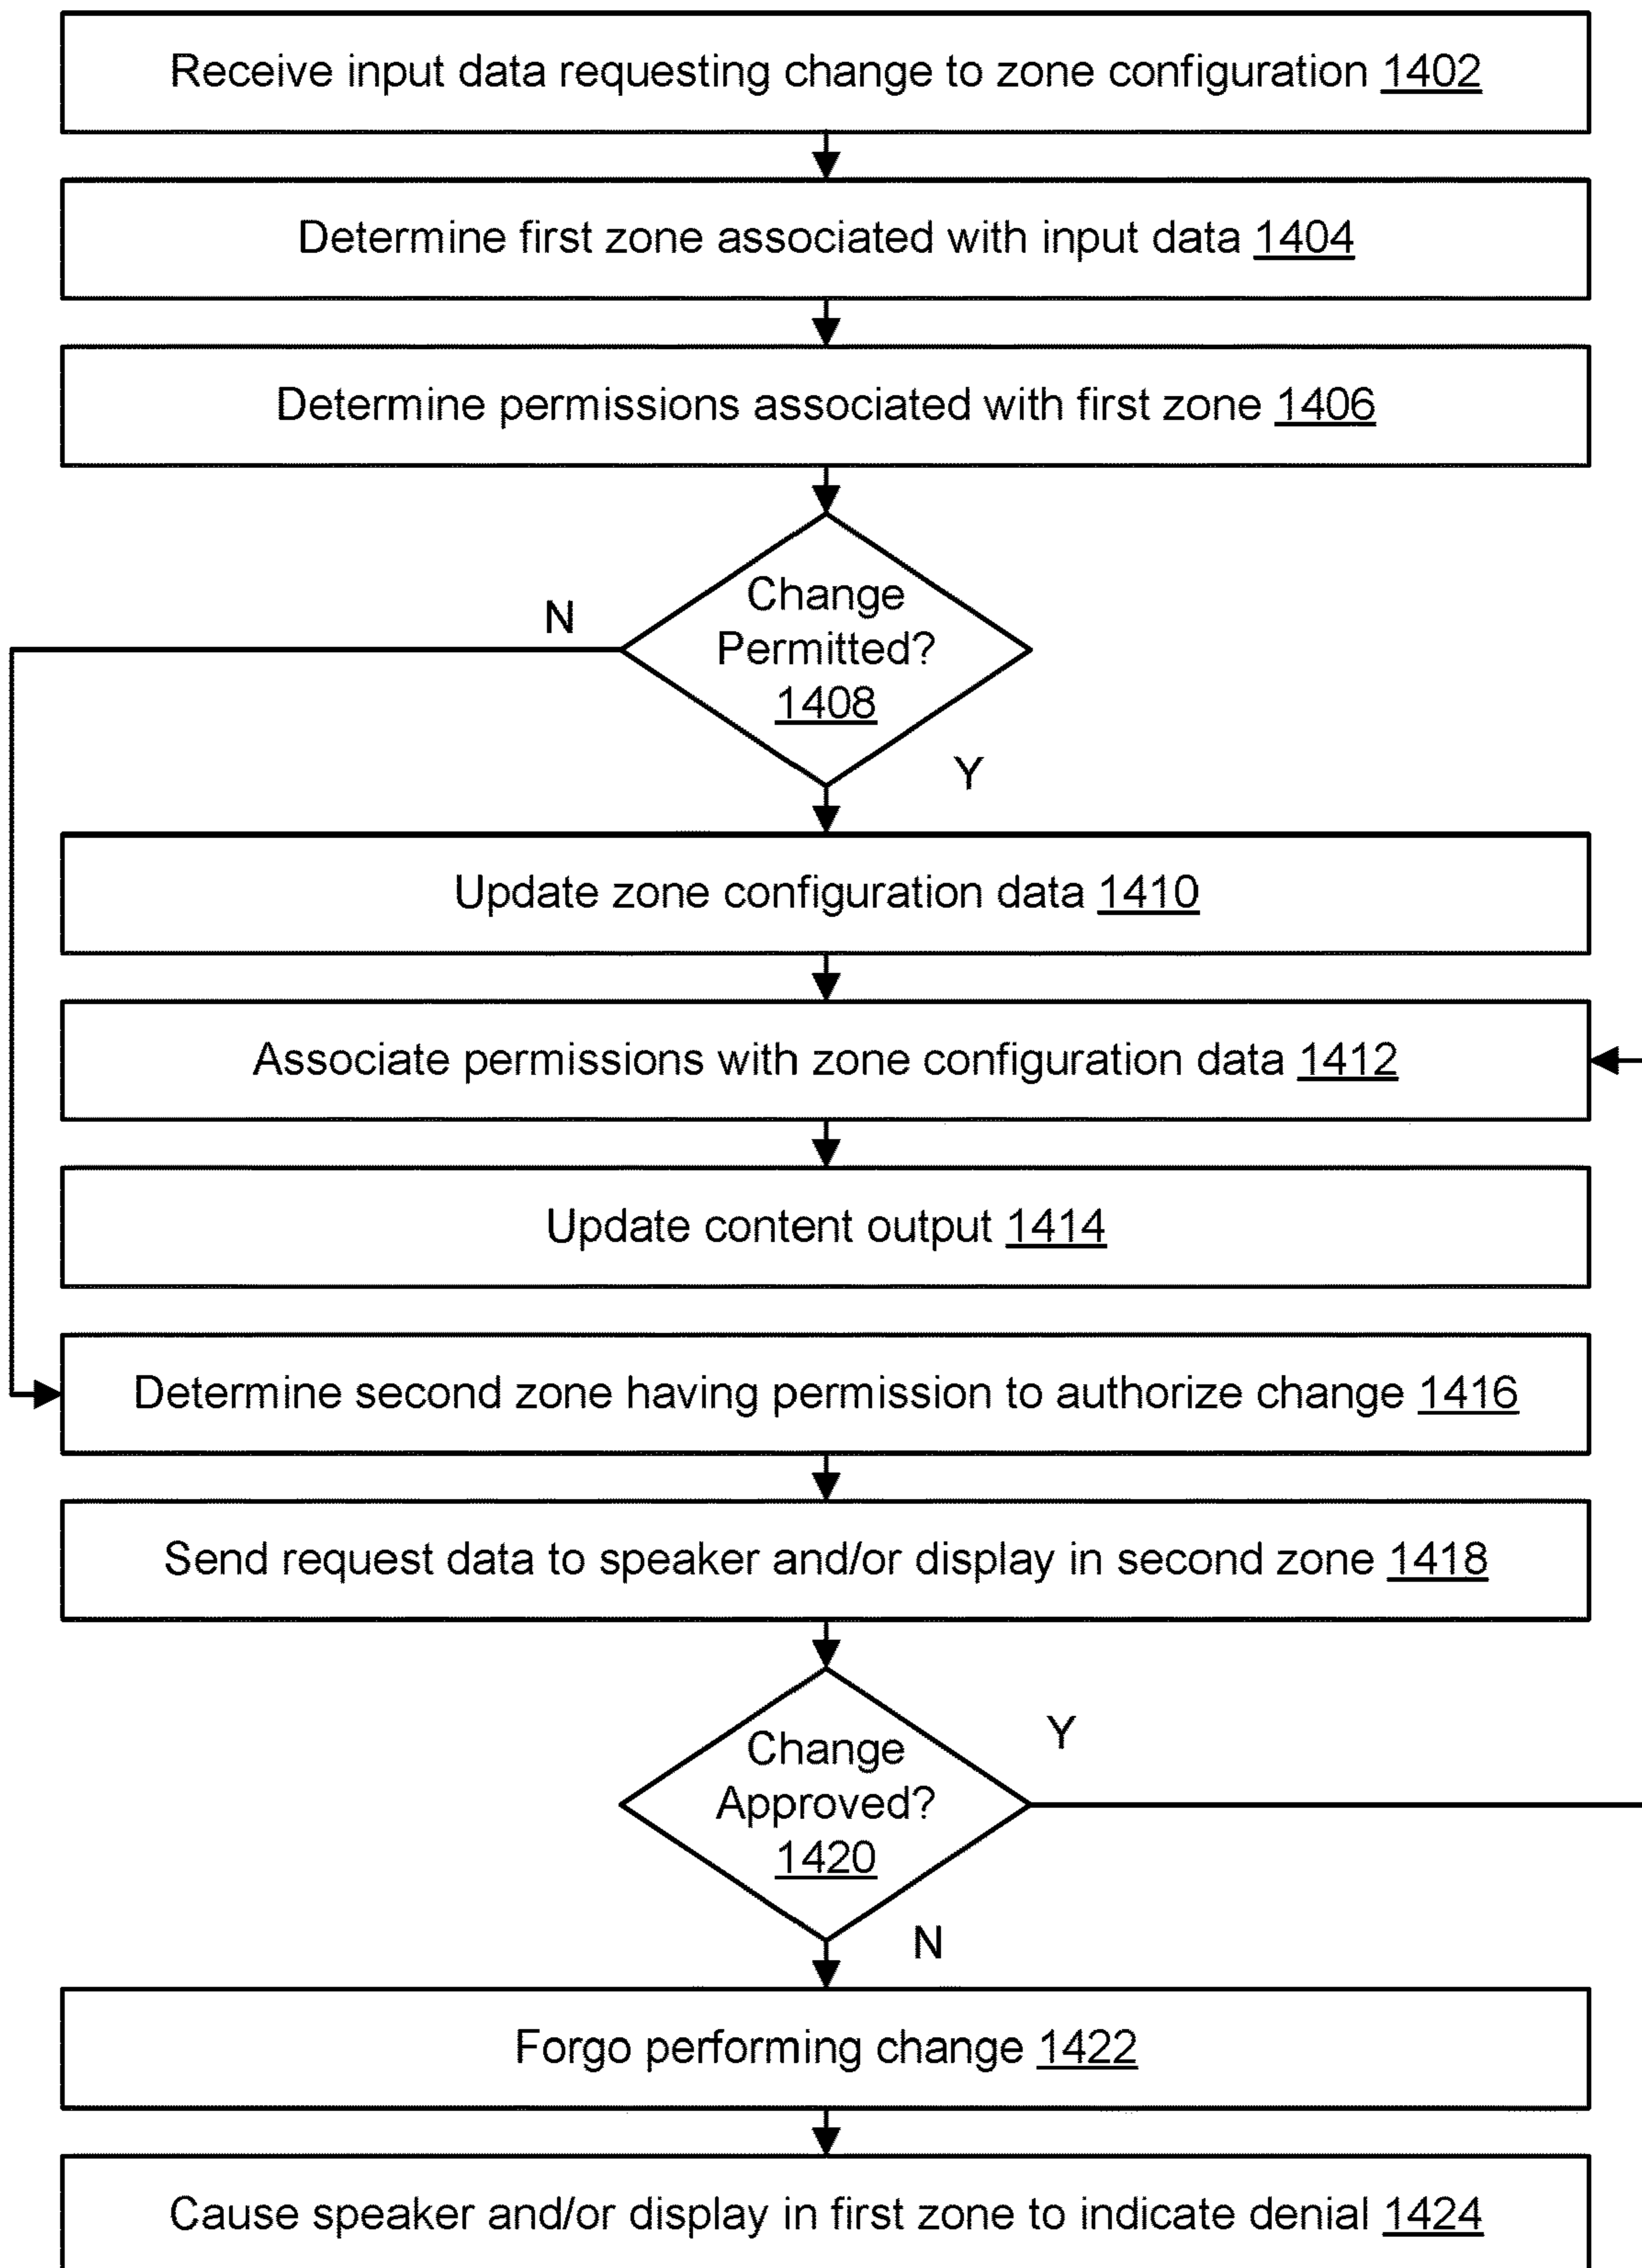 Receive input data requesting change to zone configuration 1402
Determine first zone associated with input data 1404
Determine permissions associated with first zone 1406
Change
Permitted?
1408
N
Y
Update zone configuration data 1410
Associate permissions with zone configuration data 1412
Update content output 1414
Determine second zone having permission to authorize change 1416
Send request data to speaker and/or display in second zone 1418
Change
Approved?
1420
Y
N
Forgo performing change 1422
Cause speaker and/or display in first zone to indicate denial 1424